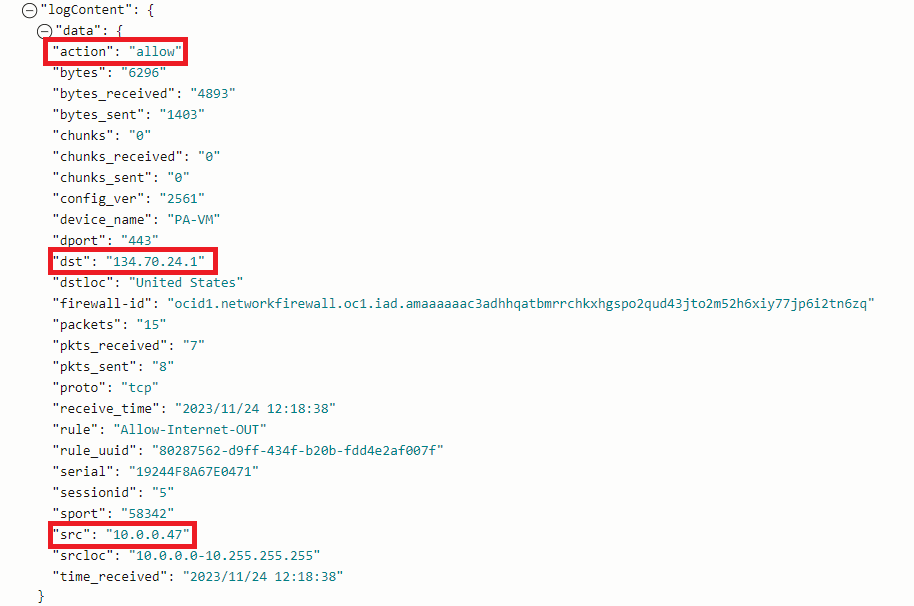 "logContent": {
"data": {
"action": "allow"
"bytes": "6296"
"bytes_received": "4893"
"bytes_sent": "1403"
"chunks": "0"
"chunks_received": "0"
"chunks_sent": "0"
"config_ver": "2561"
"device_name": "PA-VM"
"dport": "443"
"dst": "134.70.24.1"
"dstloc": "United States"
"firewall-id": "ocid1.networkfirewall.oc1.iad.amaaaaaac3adhhqatbmrrchkxhgspo2qud43jto2m52h6xiy77jp6i2tn6zq"
"packets": "15"
"pkts_received": "7"
"pkts_sent": "8"
"proto": "tcp"
"receive_time": "2023/11/24 12:18:38"
"rule": "Allow-Internet-OUT"
"rule_uuid": "80287562-d9ff-434f-b20b-fdd4e2af007f"
"serial": "19244F8A67E0471"
"sessionid": "5"
"sport": "58342"
"src": "10.0.0.47"
"srcloc": "10.0.0.0-10.255.255.255"
"time_received": "2023/11/24 12:18:38"
}